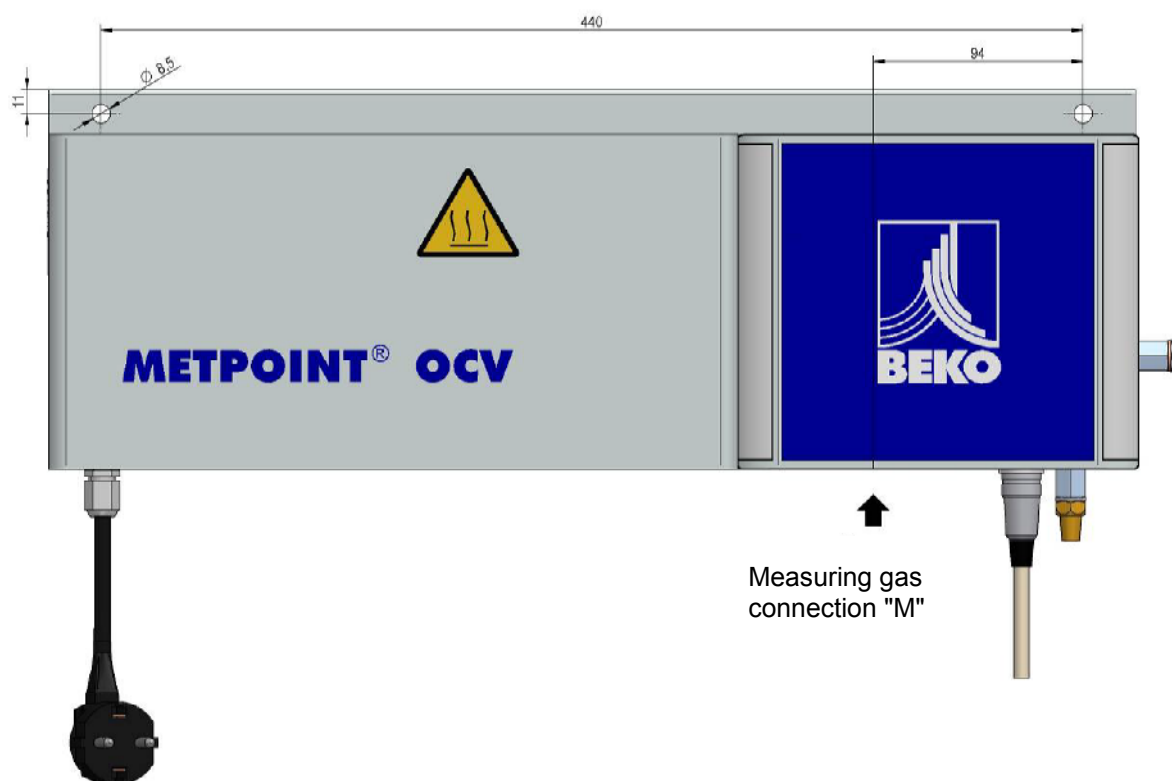 440
94
Ø 8,5
11
METPOINT® OCV
BEKO
Measuring gas
connection "M"